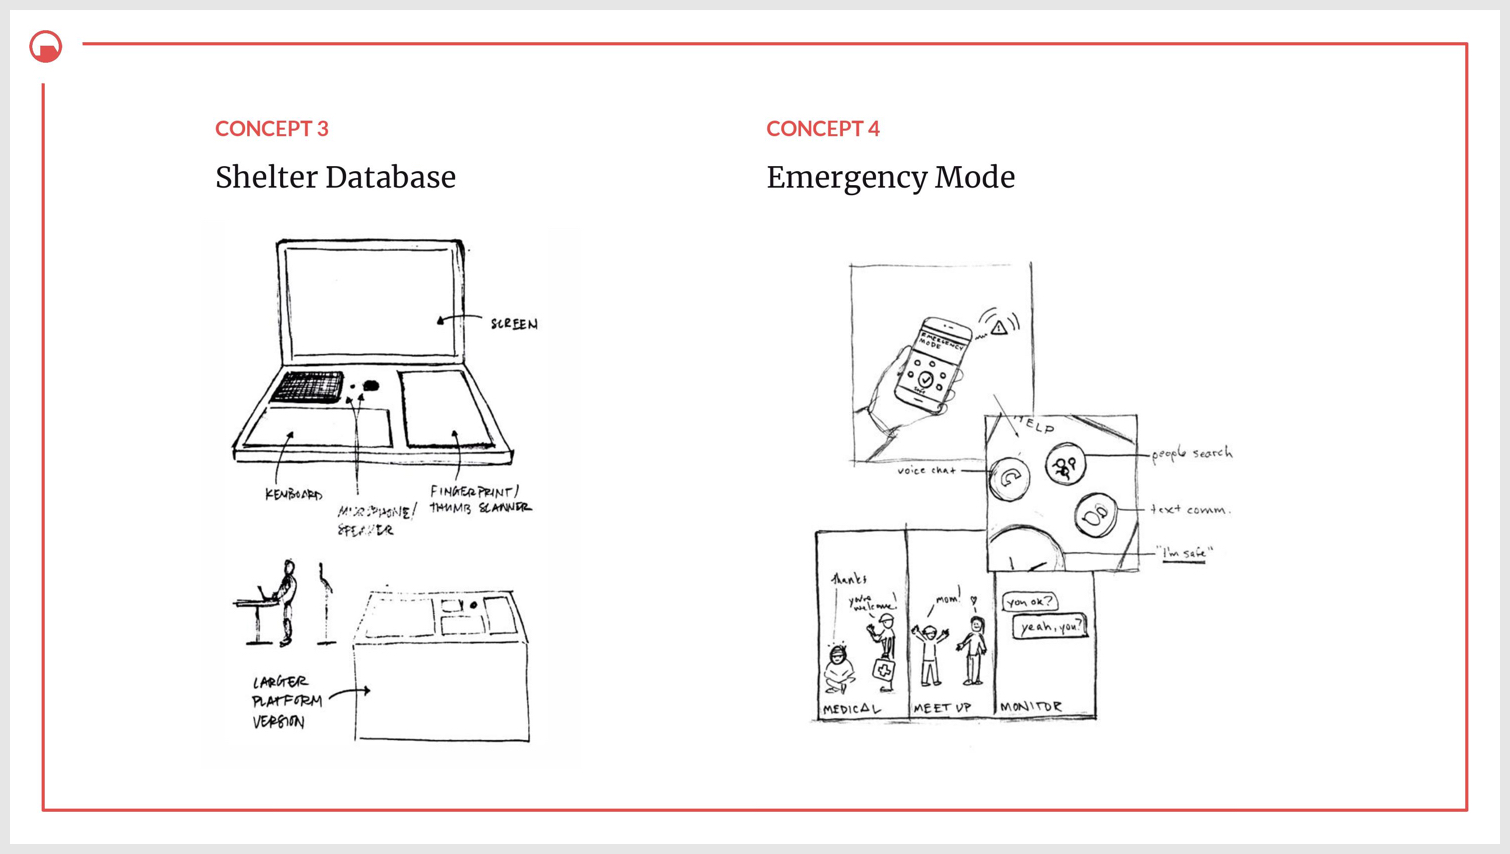 CONCEPT 3
Shelter Database
SCREEN
KEYBOARD
MICROPHONE/
SPEAKER
FINGERPRINT/
THUMB SCANNER
LARGER
PLATFORM
VERSION
CONCEPT 4
Emergency Mode
EMERGENCY
MODE
SAFE
HELP
voice chat
people search
text comm.
"I'm safe"
thanks
you're
welcome!
mom!
you ok?
yeah, you?
MEDICAL
MEET UP
MONITOR